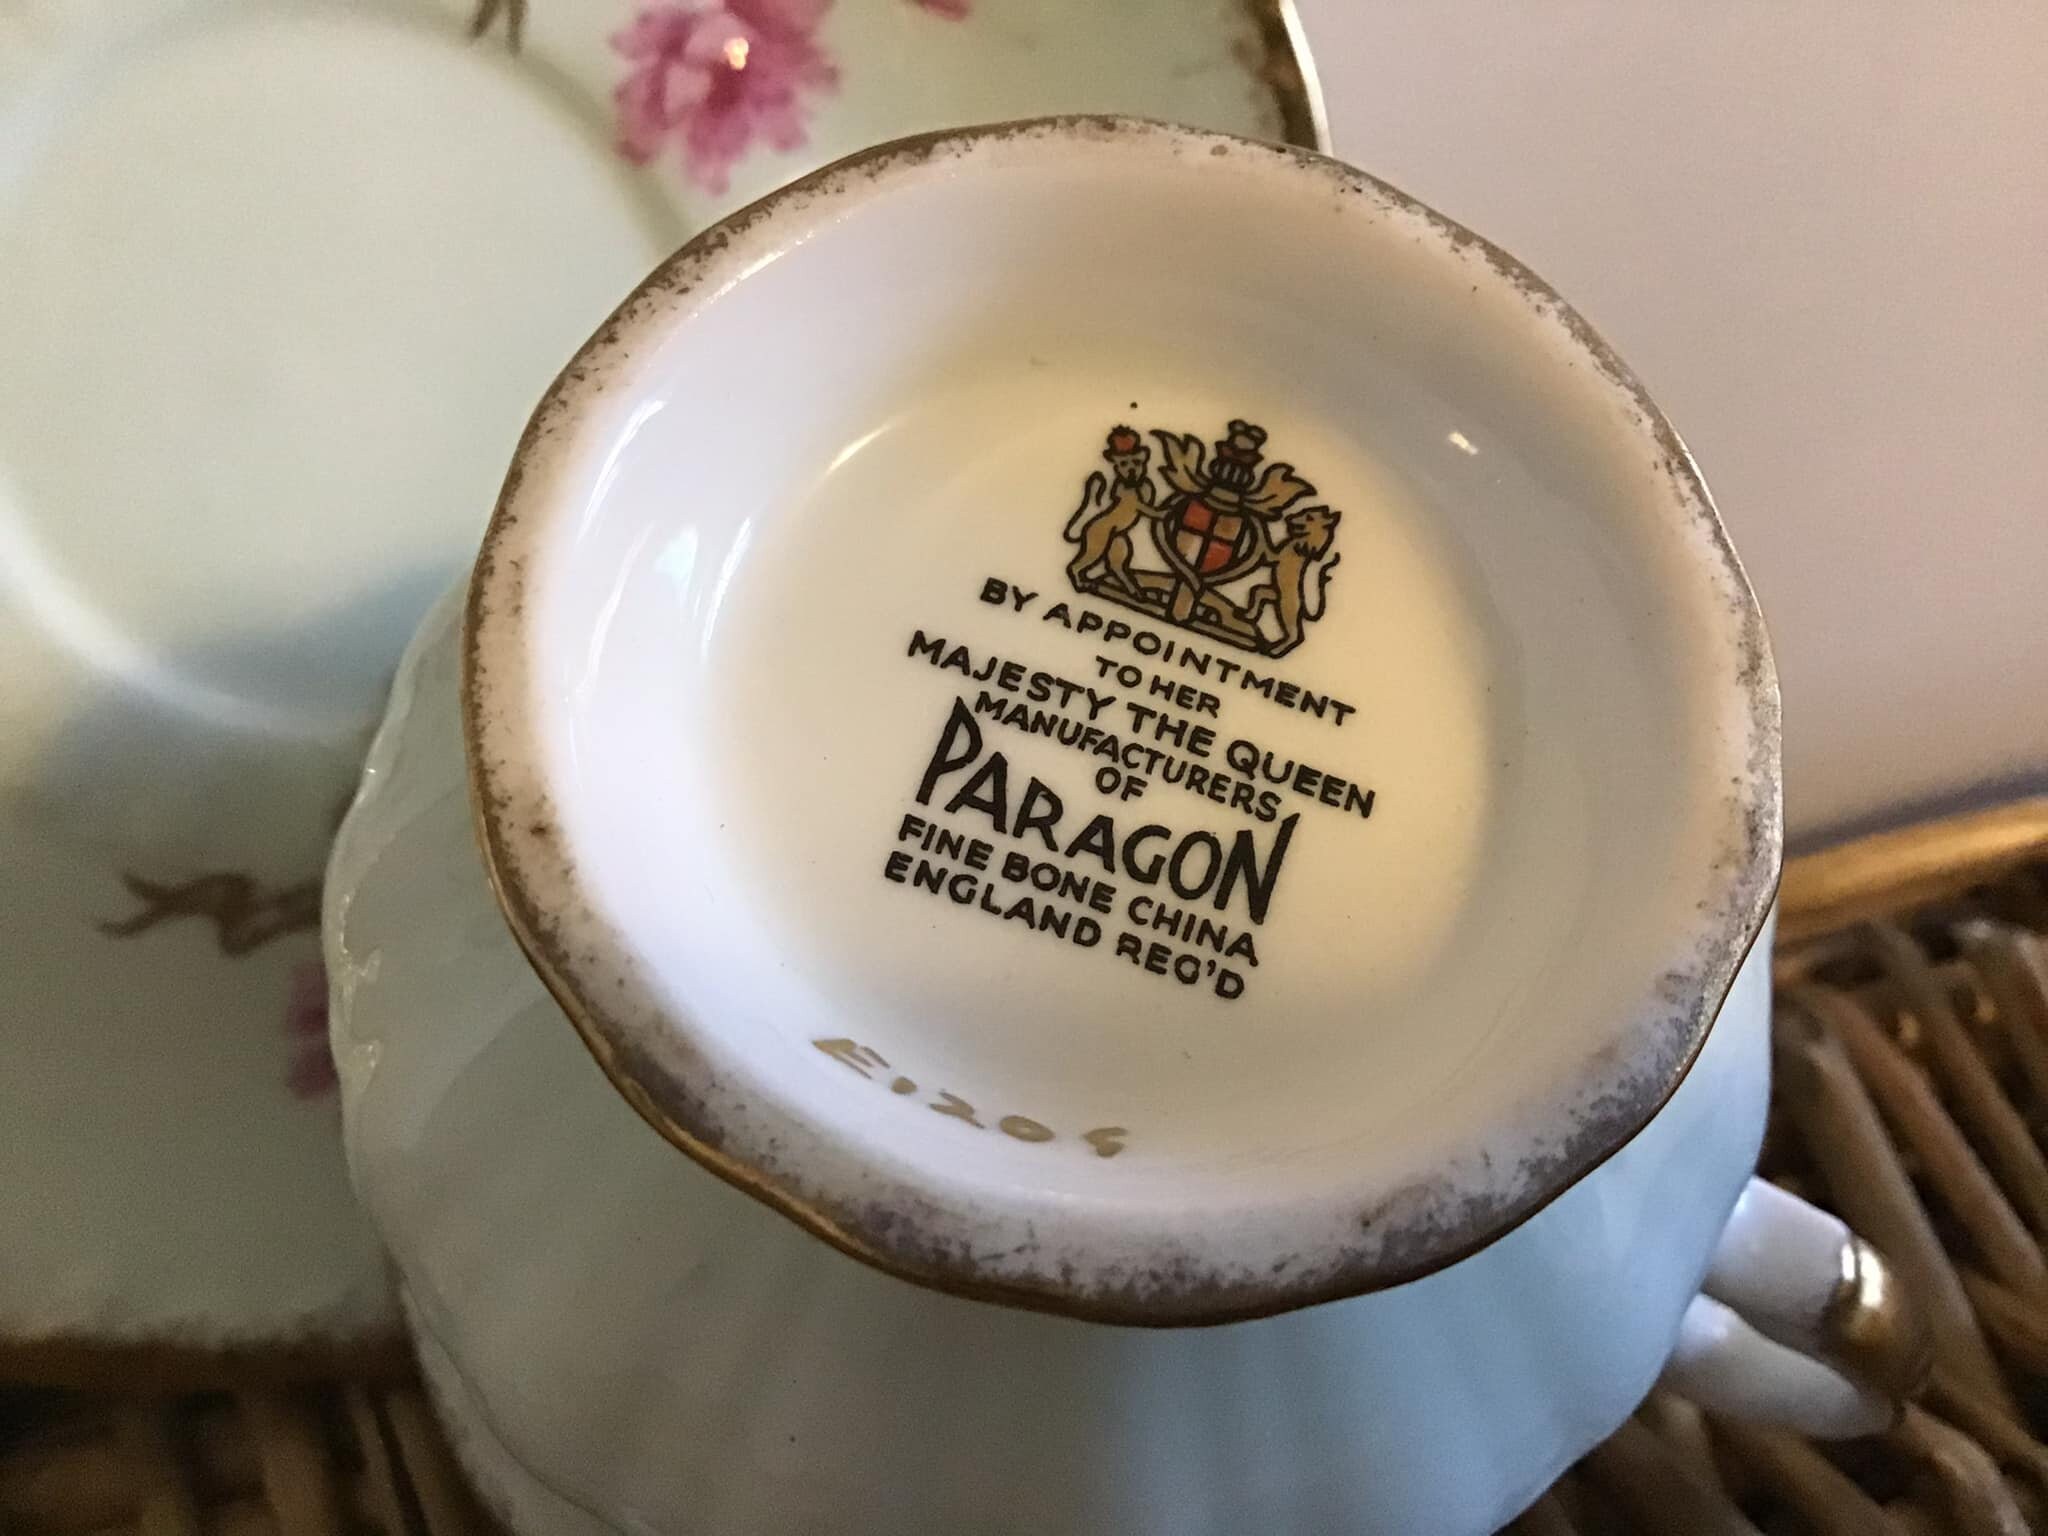 BY APPOINTMENT
TO HER
MAJESTY THE QUEEN
MANUFACTURERS
OF
PARAGON
FINE BONE CHINA
ENGLAND REG'D
E1209